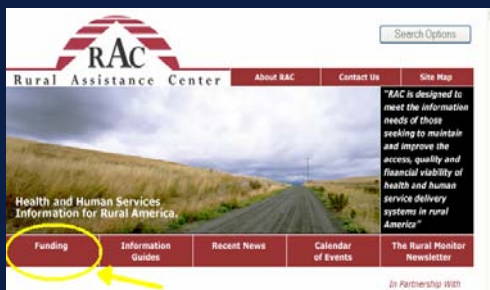 Search Options
RAC
Rural Assistance Center
About RAC
Contact Us
Site Map
"RAC is designed to
meet the information
needs of those
seeking to maintain
and improve the
access, quality and
financial viability of
health and human
service delivery
systems in rural
America"
Health and Human Services
Information for Rural America.
Funding
Information
Guides
Recent News
Calendar
of Events
The Rural Monitor
Newsletter
In Partnership With